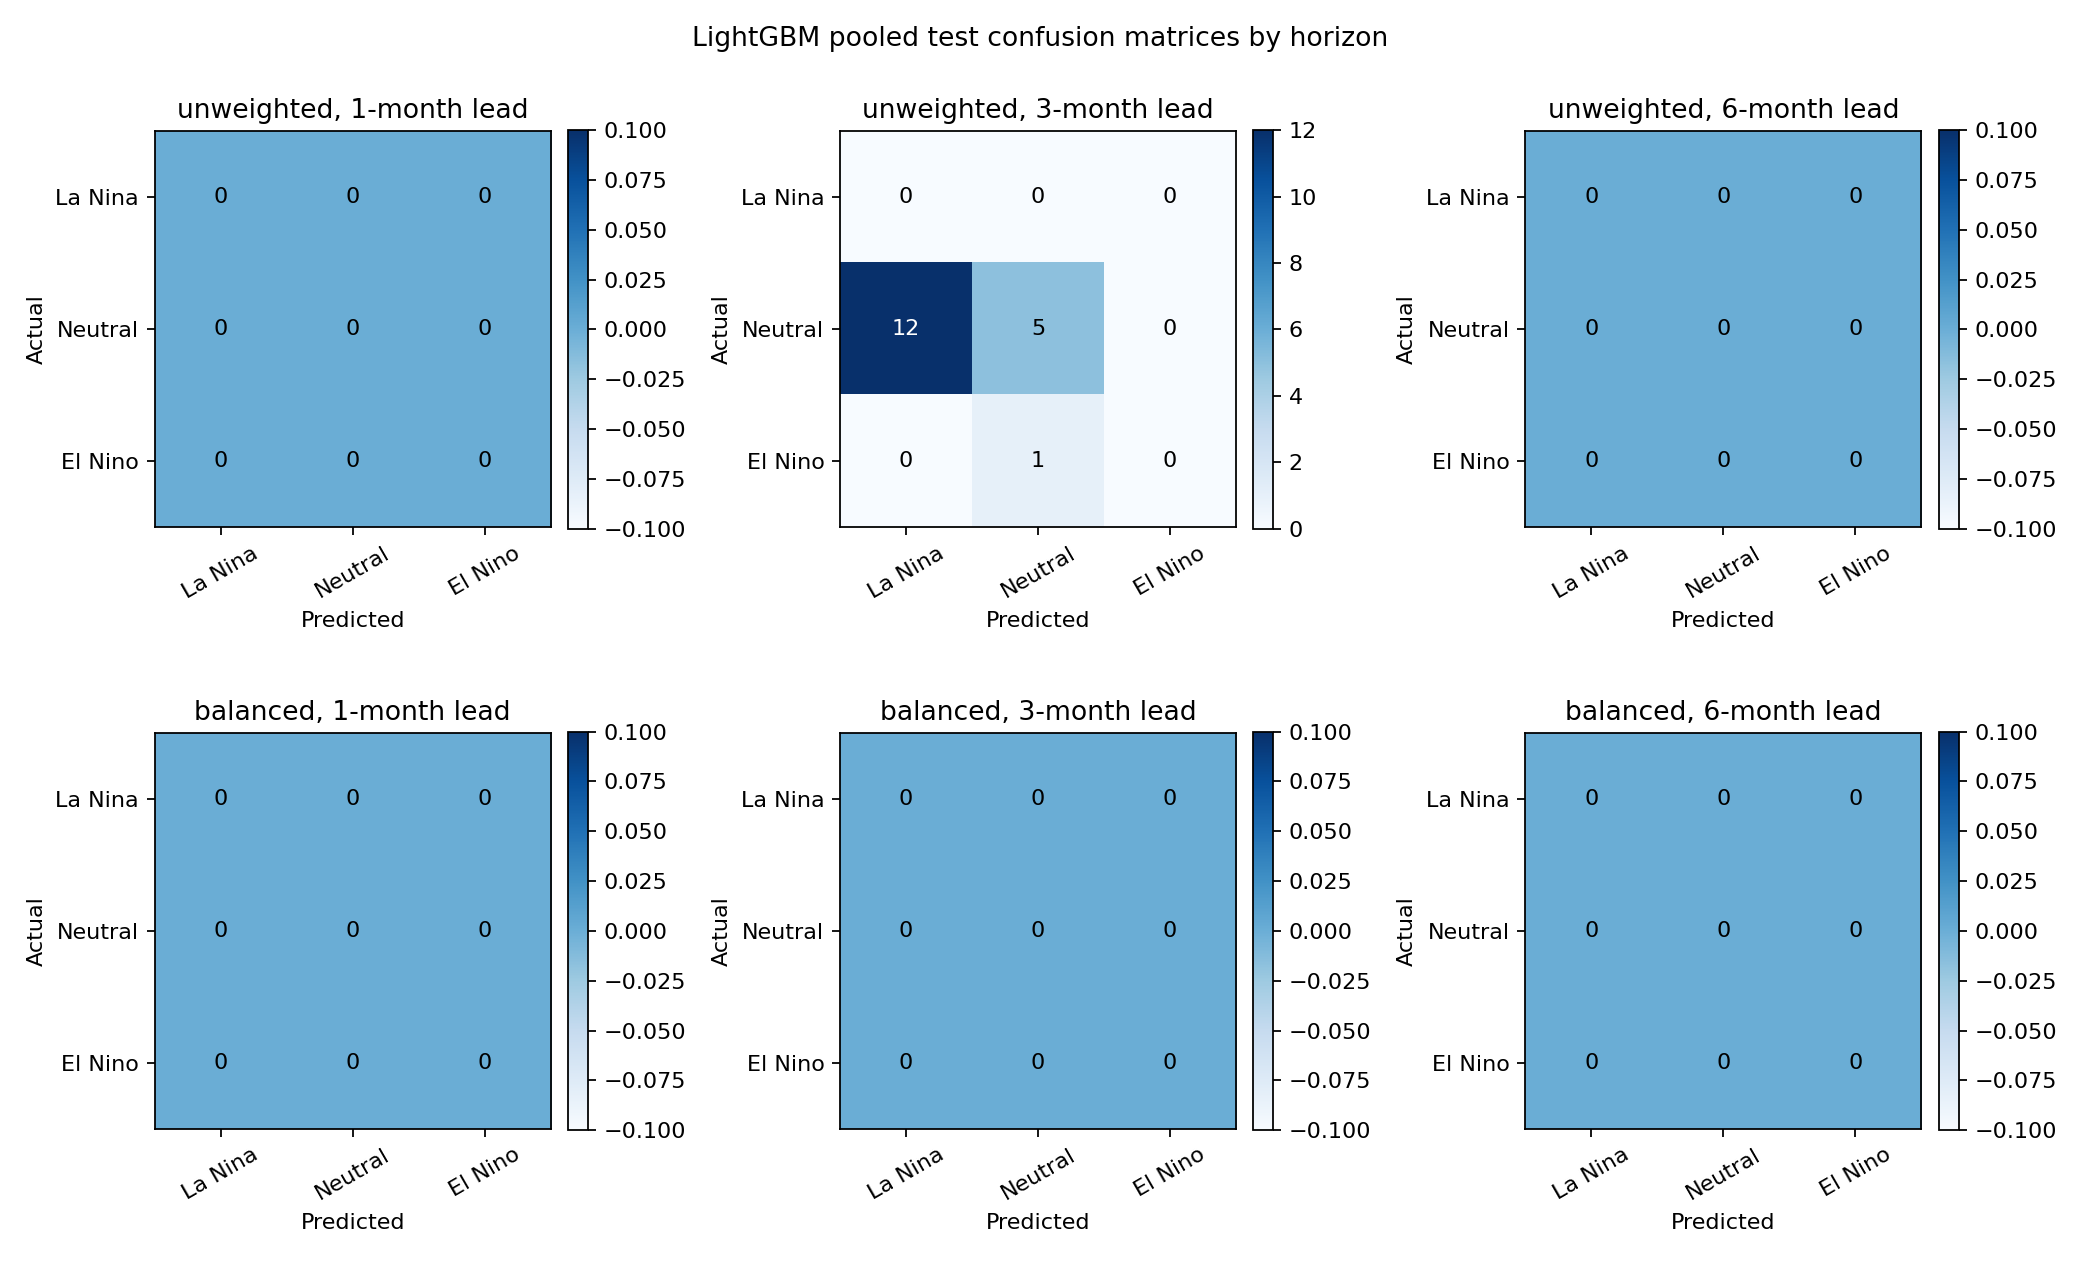 LightGBM pooled test confusion matrices by horizon
unweighted, 1-month lead
La Nina 0 0 0
Neutral 0 0 0
El Nino 0 0 0
Actual
La Nina Neutral El Nino
Predicted
0.100
0.075
0.050
0.025
0.000
−0.025
−0.050
−0.075
−0.100
unweighted, 3-month lead
La Nina 0 0 0
Neutral 12 5 0
El Nino 0 1 0
Actual
La Nina Neutral El Nino
Predicted
12
10
8
6
4
2
0
unweighted, 6-month lead
La Nina 0 0 0
Neutral 0 0 0
El Nino 0 0 0
Actual
La Nina Neutral El Nino
Predicted
0.100
0.075
0.050
0.025
0.000
−0.025
−0.050
−0.075
−0.100
balanced, 1-month lead
La Nina 0 0 0
Neutral 0 0 0
El Nino 0 0 0
Actual
La Nina Neutral El Nino
Predicted
0.100
0.075
0.050
0.025
0.000
−0.025
−0.050
−0.075
−0.100
balanced, 3-month lead
La Nina 0 0 0
Neutral 0 0 0
El Nino 0 0 0
Actual
La Nina Neutral El Nino
Predicted
0.100
0.075
0.050
0.025
0.000
−0.025
−0.050
−0.075
−0.100
balanced, 6-month lead
La Nina 0 0 0
Neutral 0 0 0
El Nino 0 0 0
Actual
La Nina Neutral El Nino
Predicted
0.100
0.075
0.050
0.025
0.000
−0.025
−0.050
−0.075
−0.100